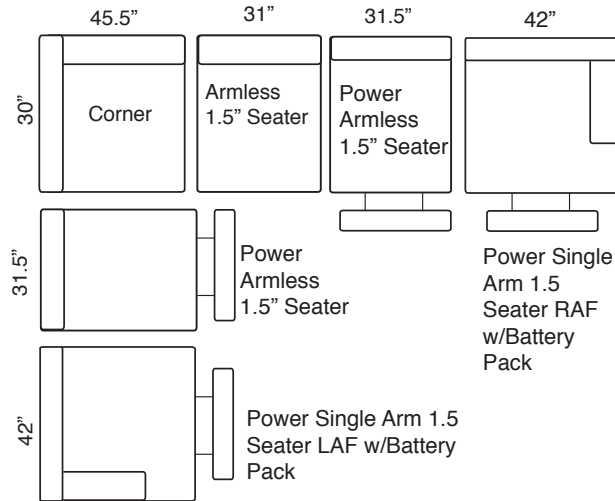 45.5”
31”
31.5”
42”
30”
Corner
Armless
1.5” Seater
Power
Armless
1.5” Seater
31.5”
Power
Armless
1.5” Seater
Power Single
Arm 1.5
Seater RAF
w/Battery
Pack
42”
Power Single Arm 1.5
Seater LAF w/Battery
Pack